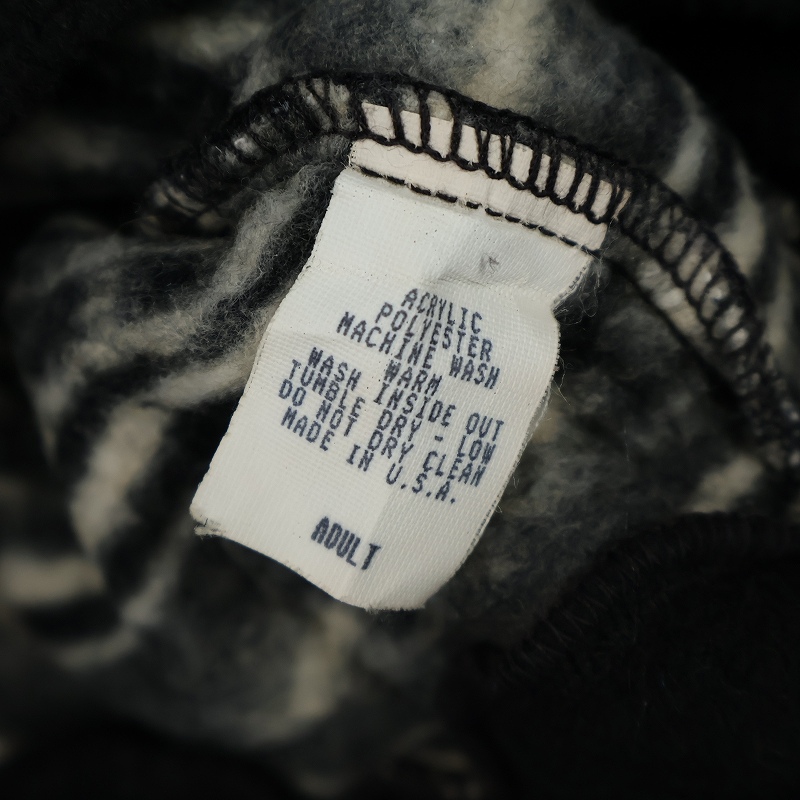 ACRYLIC
POLYESTER
MACHINE WASH
WARM
WASH INSIDE OUT
TUMBLE DRY - LOW
DO NOT DRY CLEAN
MADE IN U.S.A.
ADULT